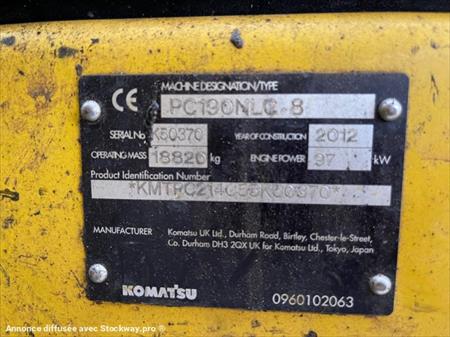 CE
MACHINE DESIGNATION/TYPE
PC190NLC-8
SERIAL No K50370 YEAR OF CONSTRUCTION 2012
OPERATING MASS 18820 kg ENGINE POWER 97 kW
Product Identification Number
MANUFACTURER
Komatsu UK Ltd., Durham Road, Birtley, Chester-le-Street,
Co. Durham DH3 2QX UK for Komatsu Ltd., Tokyo, Japan
KOMATSU
0960102063
Annonce diffusée avec Stockway.pro ®